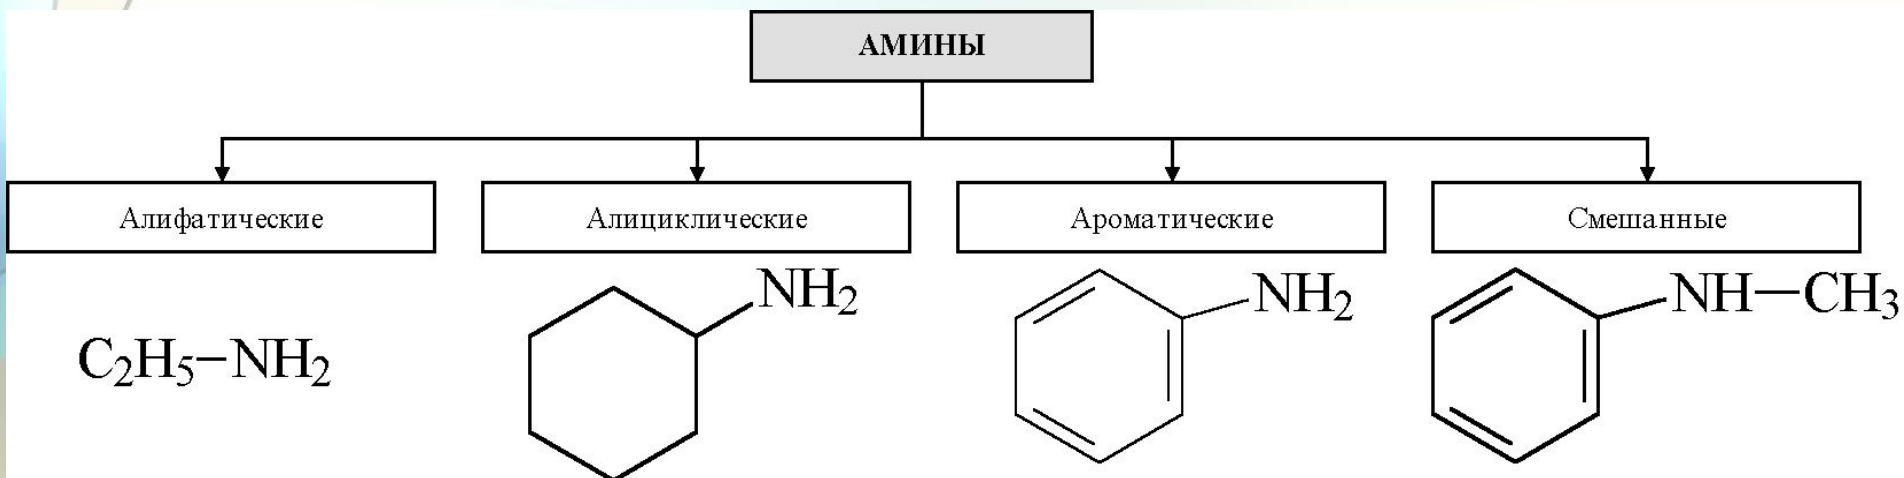 АМИНЫ
Алифатические
Алициклические
Ароматические
Смешанные
C₂H₅–NH₂
NH₂
NH₂
NH–CH₃